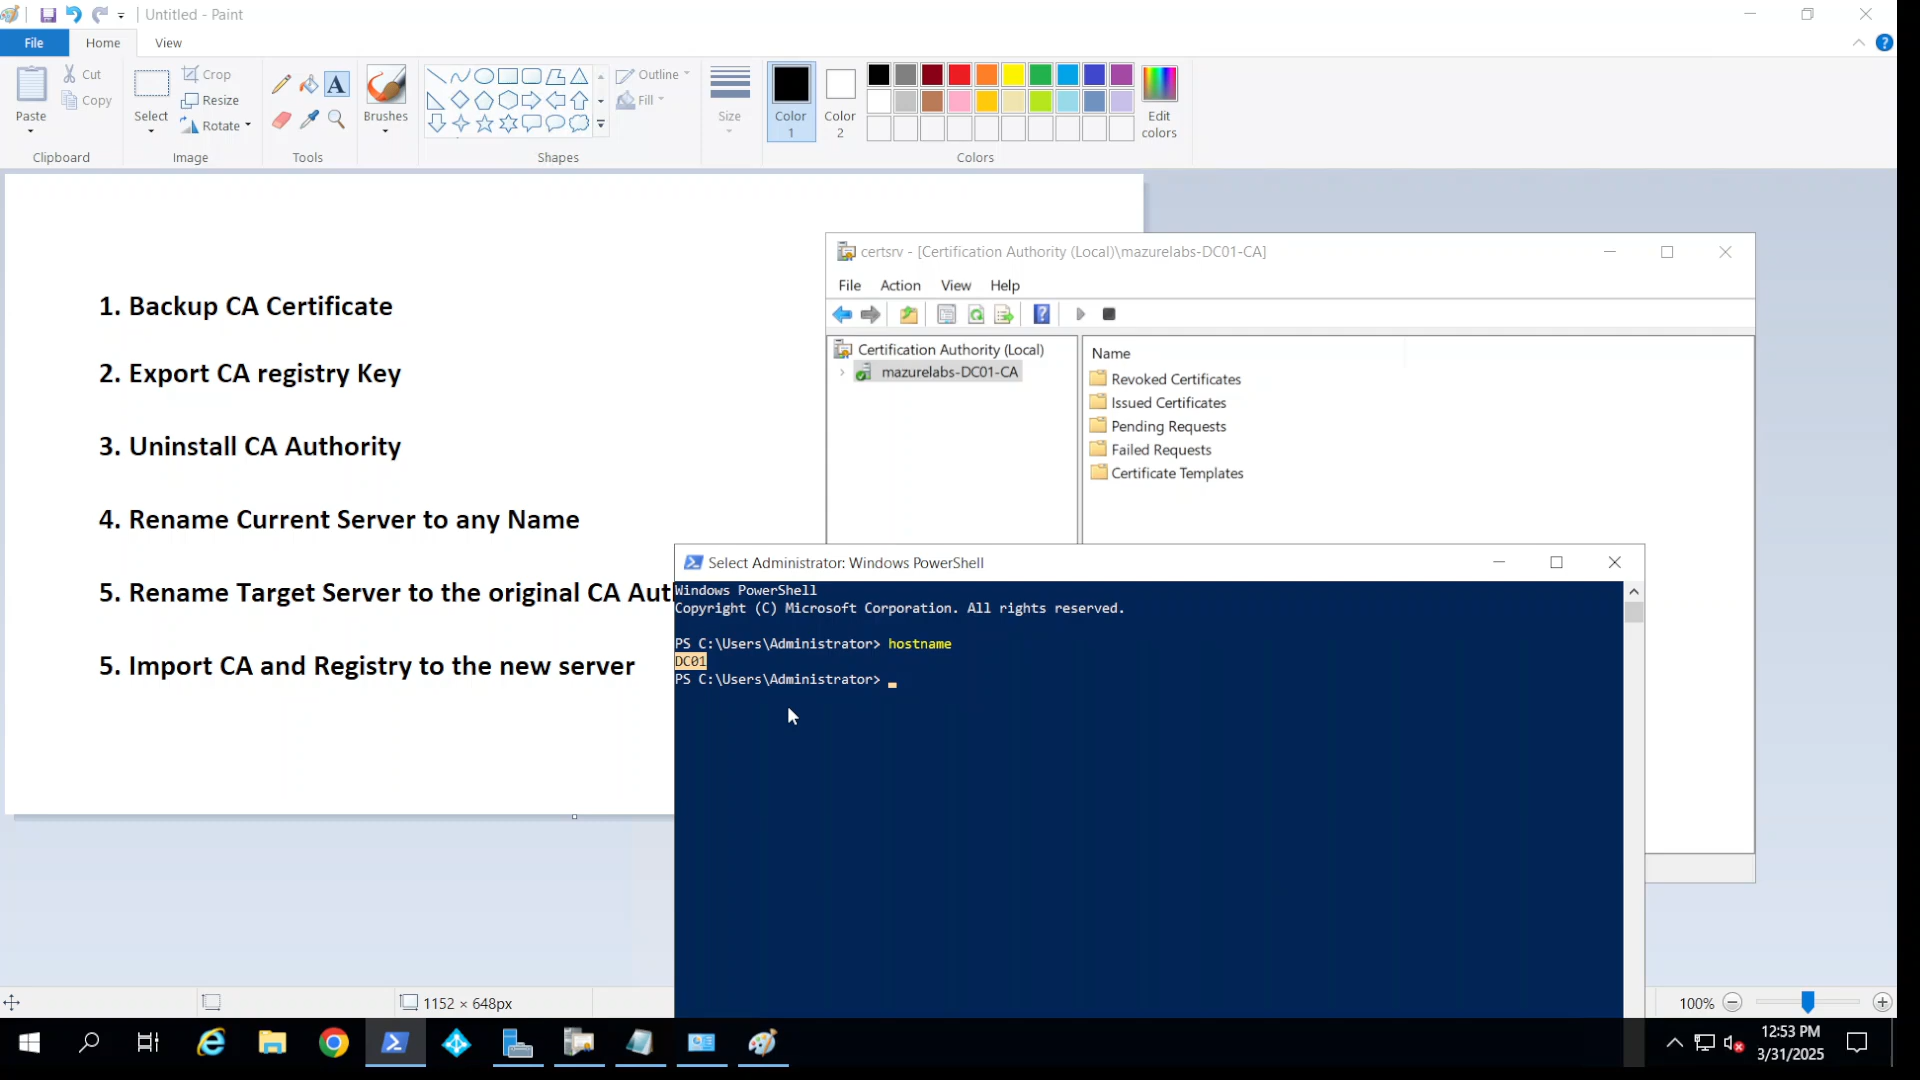 Untitled - Paint
File
Home
View
Paste
Cut
Copy
Clipboard
Select
Crop
Resize
Rotate
Image
A
Tools
Brushes
Shapes
Outline
Fill
Size
Color
1
Color
2
Edit
colors
Colors
1. Backup CA Certificate
2. Export CA registry Key
3. Uninstall CA Authority
4. Rename Current Server to any Name
5. Rename Target Server to the original CA Aut
5. Import CA and Registry to the new server
certsrv - [Certification Authority (Local)\mazurelabs-DC01-CA]
File
Action
View
Help
Certification Authority (Local)
mazurelabs-DC01-CA
Name
Revoked Certificates
Issued Certificates
Pending Requests
Failed Requests
Certificate Templates
Select Administrator: Windows PowerShell
Windows PowerShell
Copyright (C) Microsoft Corporation. All rights reserved.
PS C:\Users\Administrator> hostname
DC01
PS C:\Users\Administrator>
1152 × 648px
100%
12:53 PM
3/31/2025